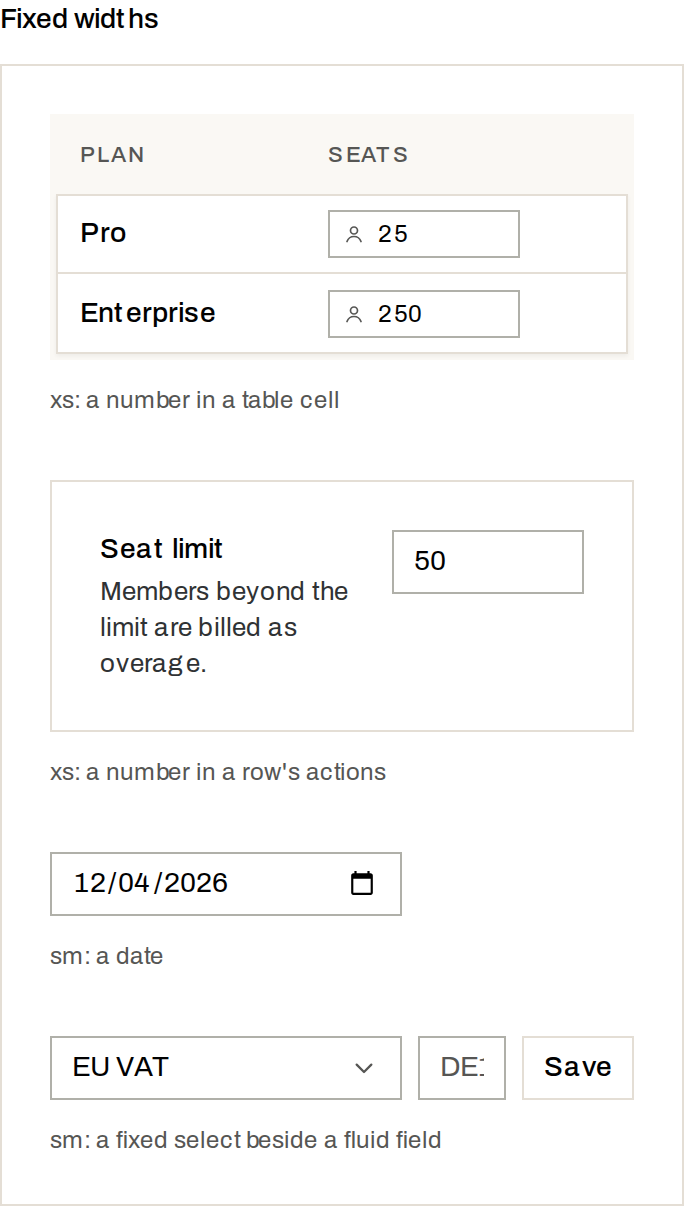 Fixed widths
PLAN SEATS
Pro 25
Enterprise 250
xs: a number in a table cell
Seat limit 50
Members beyond the
limit are billed as
overage.
xs: a number in a row's actions
12/04/2026
sm: a date
EU VAT Save
sm: a fixed select beside a fluid field